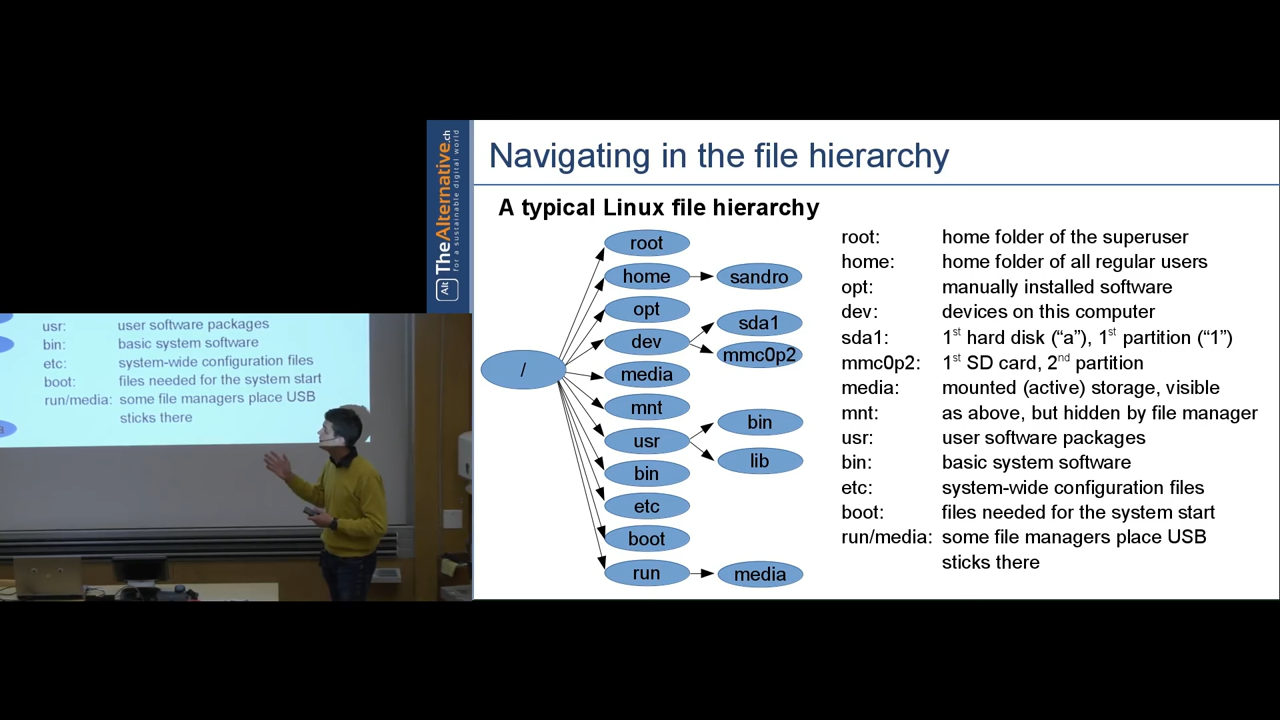 Navigating in the file hierarchy
A typical Linux file hierarchy
Alt TheAlternative.ch
for a sustainable digital world
/
root
home
sandro
opt
dev
sda1
mmc0p2
media
mnt
usr
bin
lib
bin
etc
boot
run
media
root: home folder of the superuser
home: home folder of all regular users
opt: manually installed software
dev: devices on this computer
sda1: 1st hard disk (“a”), 1st partition (“1”)
mmc0p2: 1st SD card, 2nd partition
media: mounted (active) storage, visible
mnt: as above, but hidden by file manager
usr: user software packages
bin: basic system software
etc: system-wide configuration files
boot: files needed for the system start
run/media: some file managers place USB
sticks there
usr: user software packages
bin: basic system software
etc: system-wide configuration files
boot: files needed for the system start
run/media: some file managers place USB
sticks there